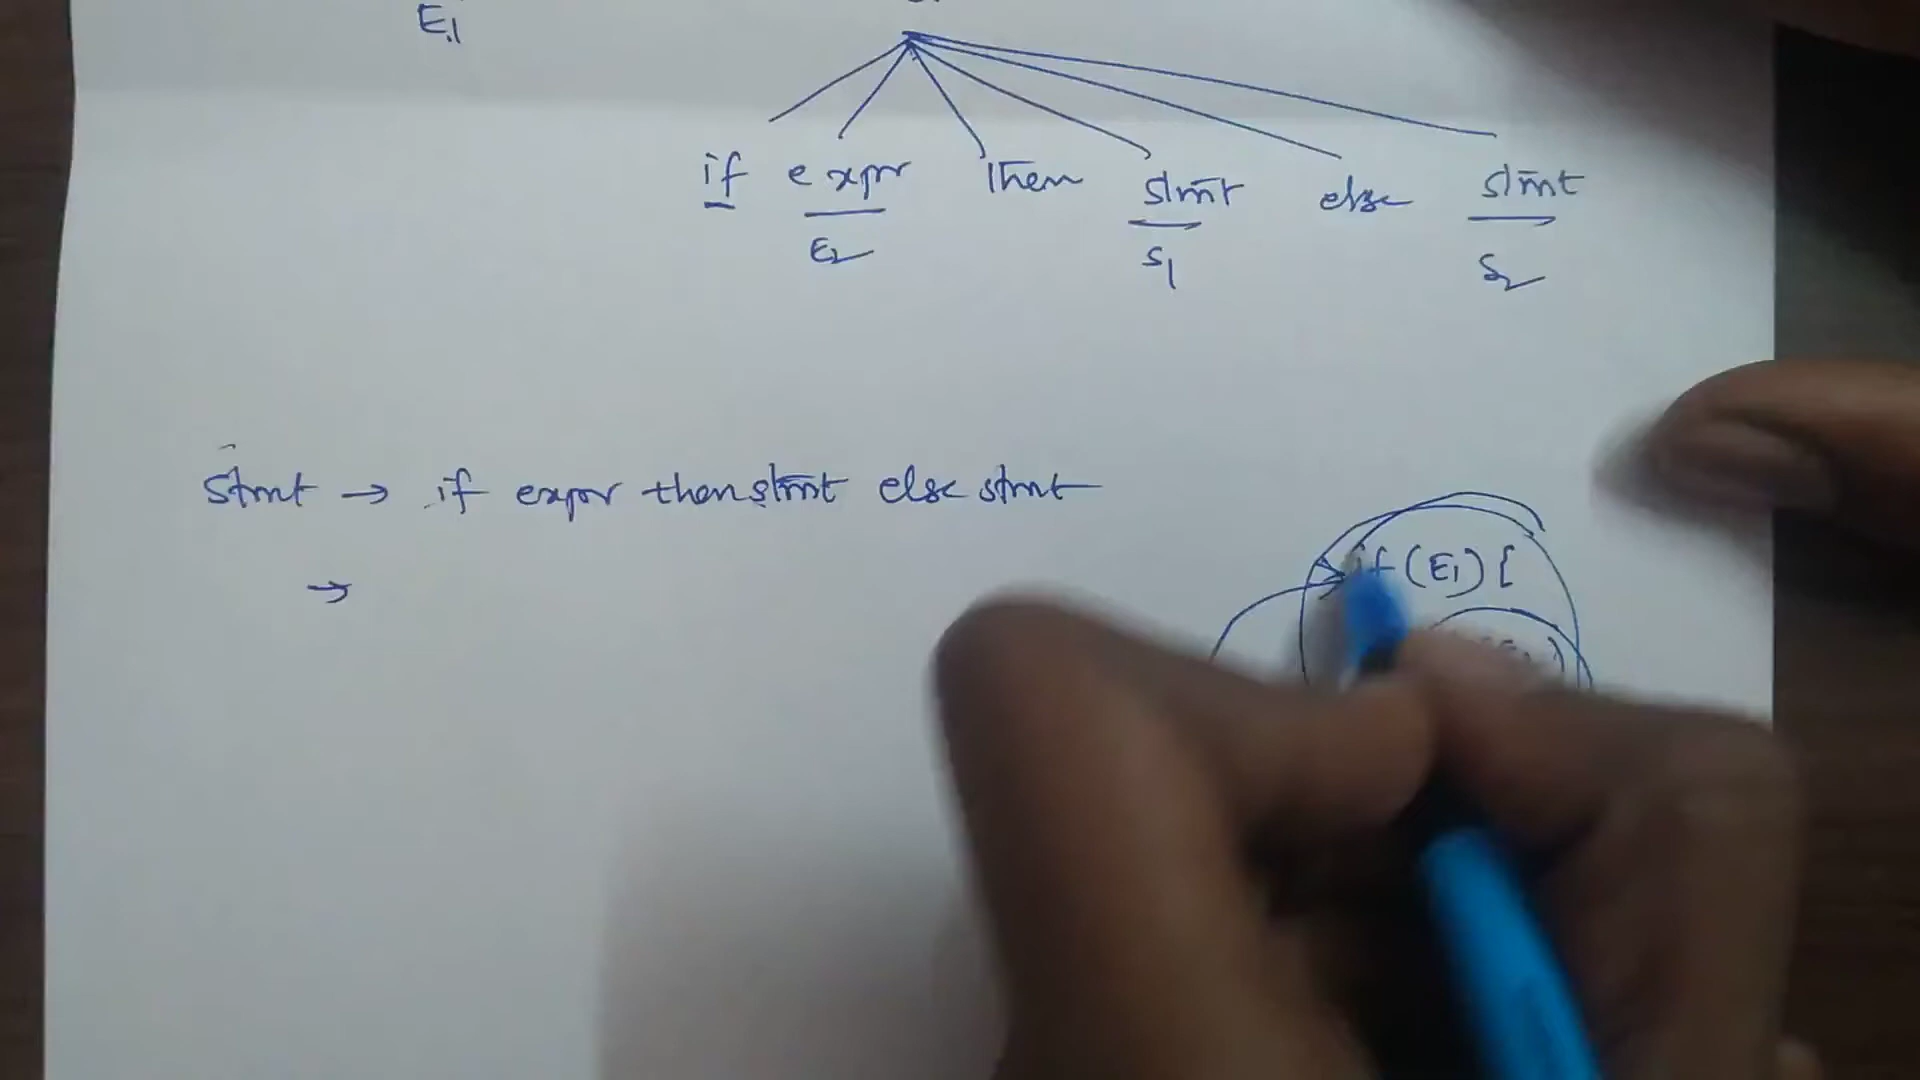 E1
if expr then stmt else stmt
E2 S1 S2
stmt → if expr then stmt else stmt
→
if (E1) {